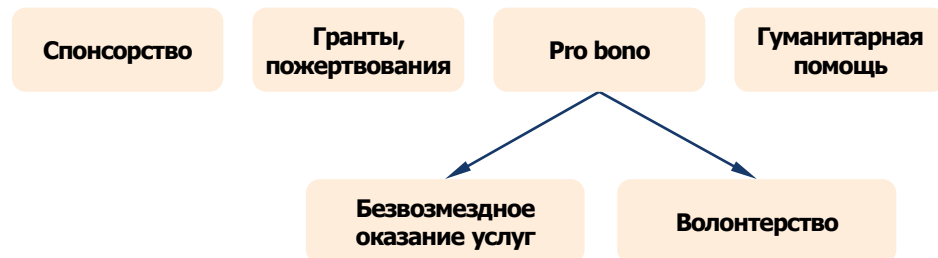 Спонсорство
Гранты,
пожертвования
Pro bono
Гуманитарная
помощь
Безвозмездное
оказание услуг
Волонтерство